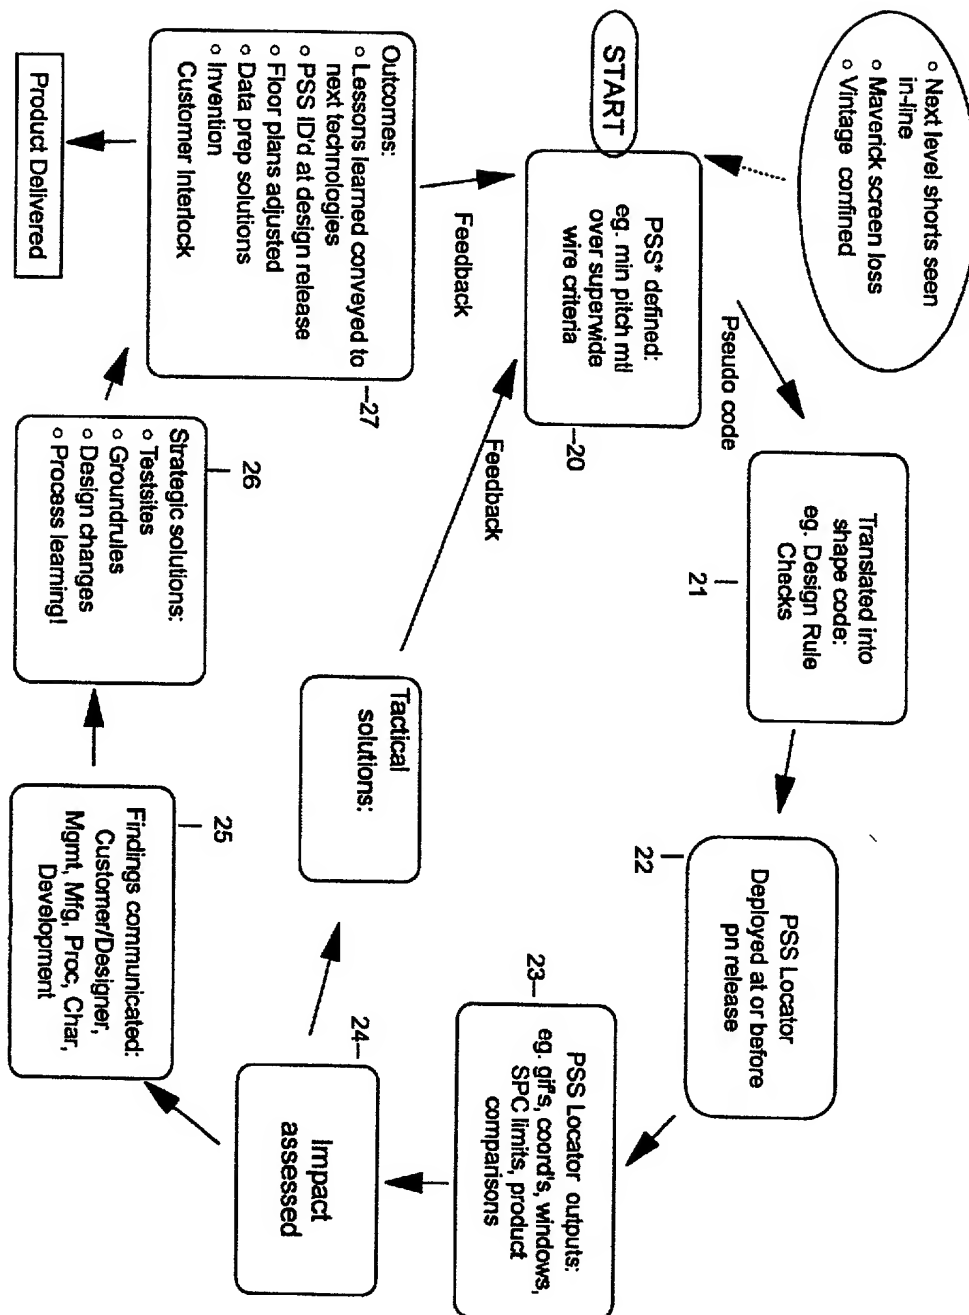 ° Next level shorts seen
in-line
° Maverick screen loss
° Vintage confined
START
PSS* defined:
eg. min pitch mtl
over superwide
wire criteria
20
Pseudo code
Translated into
shape code:
eg. Design Rule
Checks
21
PSS Locator
Deployed at or before
pn release
22
PSS Locator outputs:
eg. gif's, coord's, windows,
SPC limits, product
comparisons
23
Impact
assessed
24
Tactical
solutions:
Feedback
Findings communicated:
Customer/Designer,
Mgmt, Mfg, Proc, Char,
Development
25
Strategic solutions:
° Testsites
° Groundrules
° Design changes
° Process learning!
26
Outcomes:
° Lessons learned conveyed to
next technologies
° PSS ID'd at design release
° Floor plans adjusted
° Data prep solutions
° Invention
Customer Interlock
27
Feedback
Product Delivered